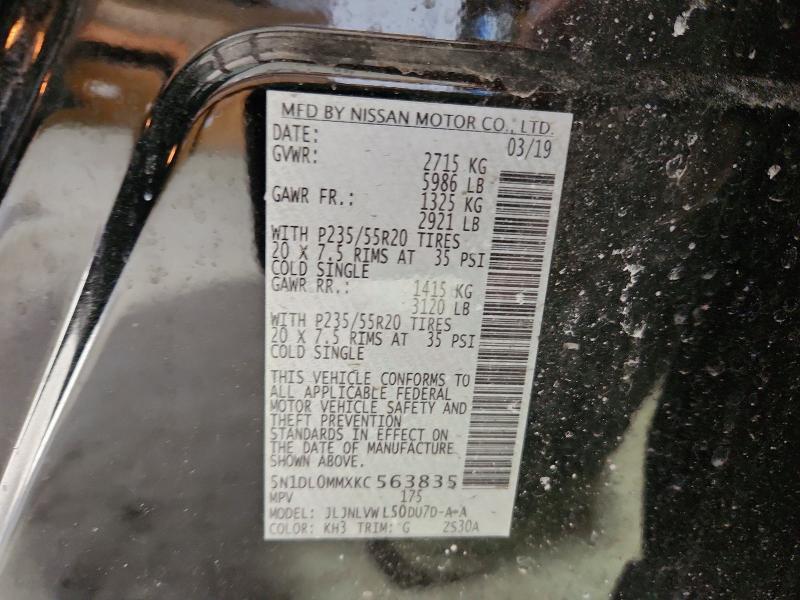 MFD BY NISSAN MOTOR CO., LTD.
DATE: 03/19
GVWR: 2715 KG
5986 LB
GAWR FR.: 1325 KG
2921 LB
WITH P235/55R20 TIRES
20 X 7.5 RIMS AT 35 PSI
COLD SINGLE
GAWR RR.: 1415 KG
3120 LB
WITH P235/55R20 TIRES
20 X 7.5 RIMS AT 35 PSI
COLD SINGLE
THIS VEHICLE CONFORMS TO
ALL APPLICABLE FEDERAL
MOTOR VEHICLE SAFETY AND
THEFT PREVENTION
STANDARDS IN EFFECT ON
THE DATE OF MANUFACTURE
SHOWN ABOVE.
5N1DL0MMXKC563835
MPV 175
MODEL: JLJNLVWL50DU7D-A-A
COLOR: KH3 TRIM: G 2S30A